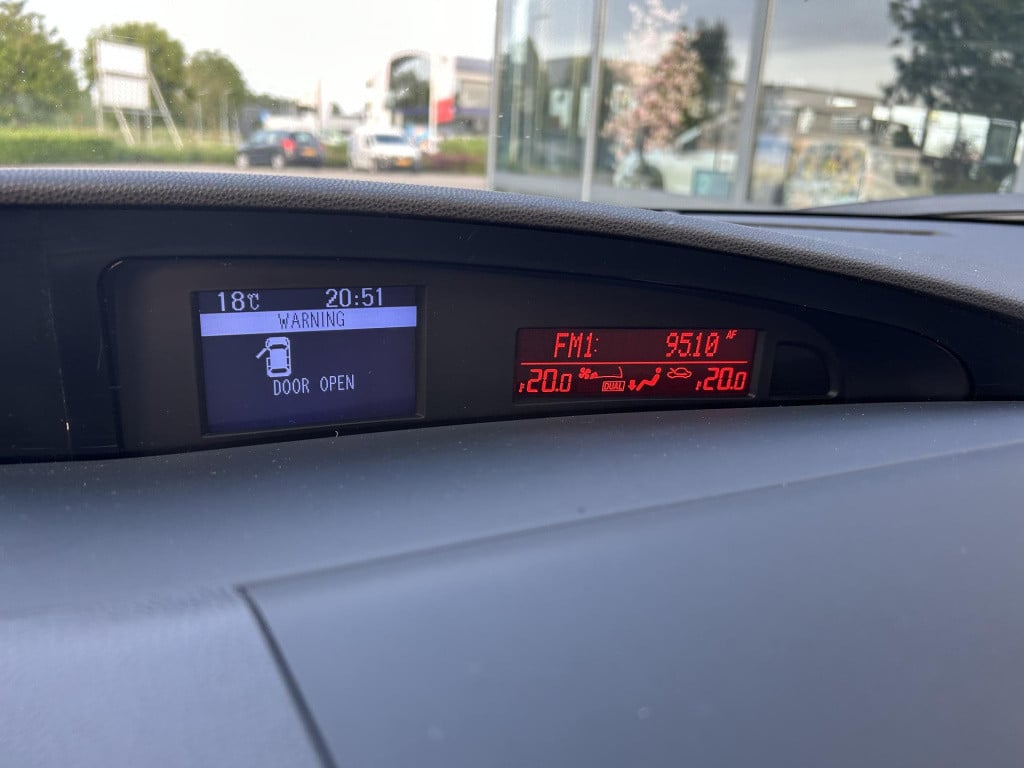 18℃ 20:51
WARNING
DOOR OPEN
FM1: 95.10 AF
20.0 DUAL 20.0